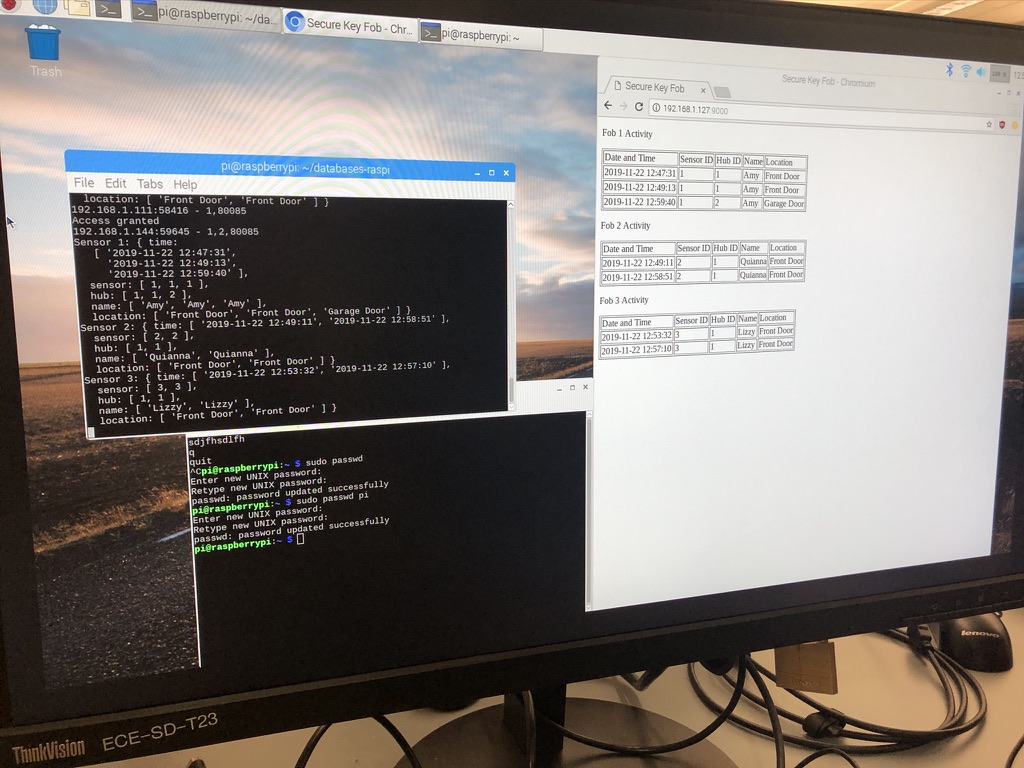 pi@raspberrypi: ~/da...
Secure Key Fob - Chr...
pi@raspberrypi: ~
Trash
pi@raspberrypi: ~/databases-raspi
File Edit Tabs Help
location: [ 'Front Door', 'Front Door' ] }
192.168.1.111:58416 - 1,80085
Access granted
192.168.1.144:59645 - 1,2,80085
Sensor 1: { time:
[ '2019-11-22 12:47:31',
'2019-11-22 12:49:13',
'2019-11-22 12:59:40' ],
sensor: [ 1, 1, 1 ],
hub: [ 1, 1, 2 ],
name: [ 'Amy', 'Amy', 'Amy' ],
location: [ 'Front Door', 'Front Door', 'Garage Door' ] }
Sensor 2: { time: [ '2019-11-22 12:49:11', '2019-11-22 12:58:51' ],
sensor: [ 2, 2 ],
hub: [ 1, 1 ],
name: [ 'Quianna', 'Quianna' ],
location: [ 'Front Door', 'Front Door' ] }
Sensor 3: { time: [ '2019-11-22 12:53:32', '2019-11-22 12:57:10' ],
sensor: [ 3, 3 ],
hub: [ 1, 1 ],
name: [ 'Lizzy', 'Lizzy' ],
location: [ 'Front Door', 'Front Door' ] }
sdjfhsdlfh
q
quit
^Cpi@raspberrypi:~ $ sudo passwd
Enter new UNIX password:
Retype new UNIX password:
passwd: password updated successfully
pi@raspberrypi:~ $ sudo passwd pi
Enter new UNIX password:
Retype new UNIX password:
passwd: password updated successfully
pi@raspberrypi:~ $
Secure Key Fob - Chromium
Secure Key Fob
192.168.1.127:9000
Fob 1 Activity
Date and Time Sensor ID Hub ID Name Location
2019-11-22 12:47:31 1 1 Amy Front Door
2019-11-22 12:49:13 1 1 Amy Front Door
2019-11-22 12:59:40 1 2 Amy Garage Door
Fob 2 Activity
Date and Time Sensor ID Hub ID Name Location
2019-11-22 12:49:11 2 1 Quianna Front Door
2019-11-22 12:58:51 2 1 Quianna Front Door
Fob 3 Activity
Date and Time Sensor ID Hub ID Name Location
2019-11-22 12:53:32 3 1 Lizzy Front Door
2019-11-22 12:57:10 3 1 Lizzy Front Door
ThinkVision ECE-SD-T23
lenovo